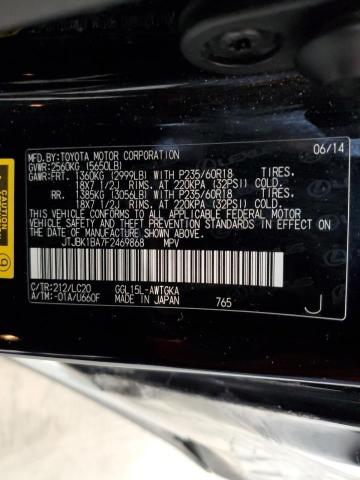 MFD.BY:TOYOTA MOTOR CORPORATION 06/14
GVWR:2560KG (5650LB)
GAWR:FRT. 1360KG (2999LB) WITH P235/60R18 TIRES.
18X7 1/2J RIMS. AT 220KPA (32PSI) COLD.
RR. 1385KG (3056LB) WITH P235/60R18 TIRES.
18X7 1/2J RIMS. AT 220KPA (32PSI) COLD.
THIS VEHICLE CONFORMS TO ALL APPLICABLE FEDERAL MOTOR
VEHICLE SAFETY AND THEFT PREVENTION STANDARDS IN
EFFECT ON THE DATE OF MANUFACTURE SHOWN ABOVE.
JTJBK1BA7F2469868 MPV
C/TR:212/LC20 GGL15L-AWTGKA
A/TM:-01A/U660F MADE IN JAPAN 765 J
CAUTION